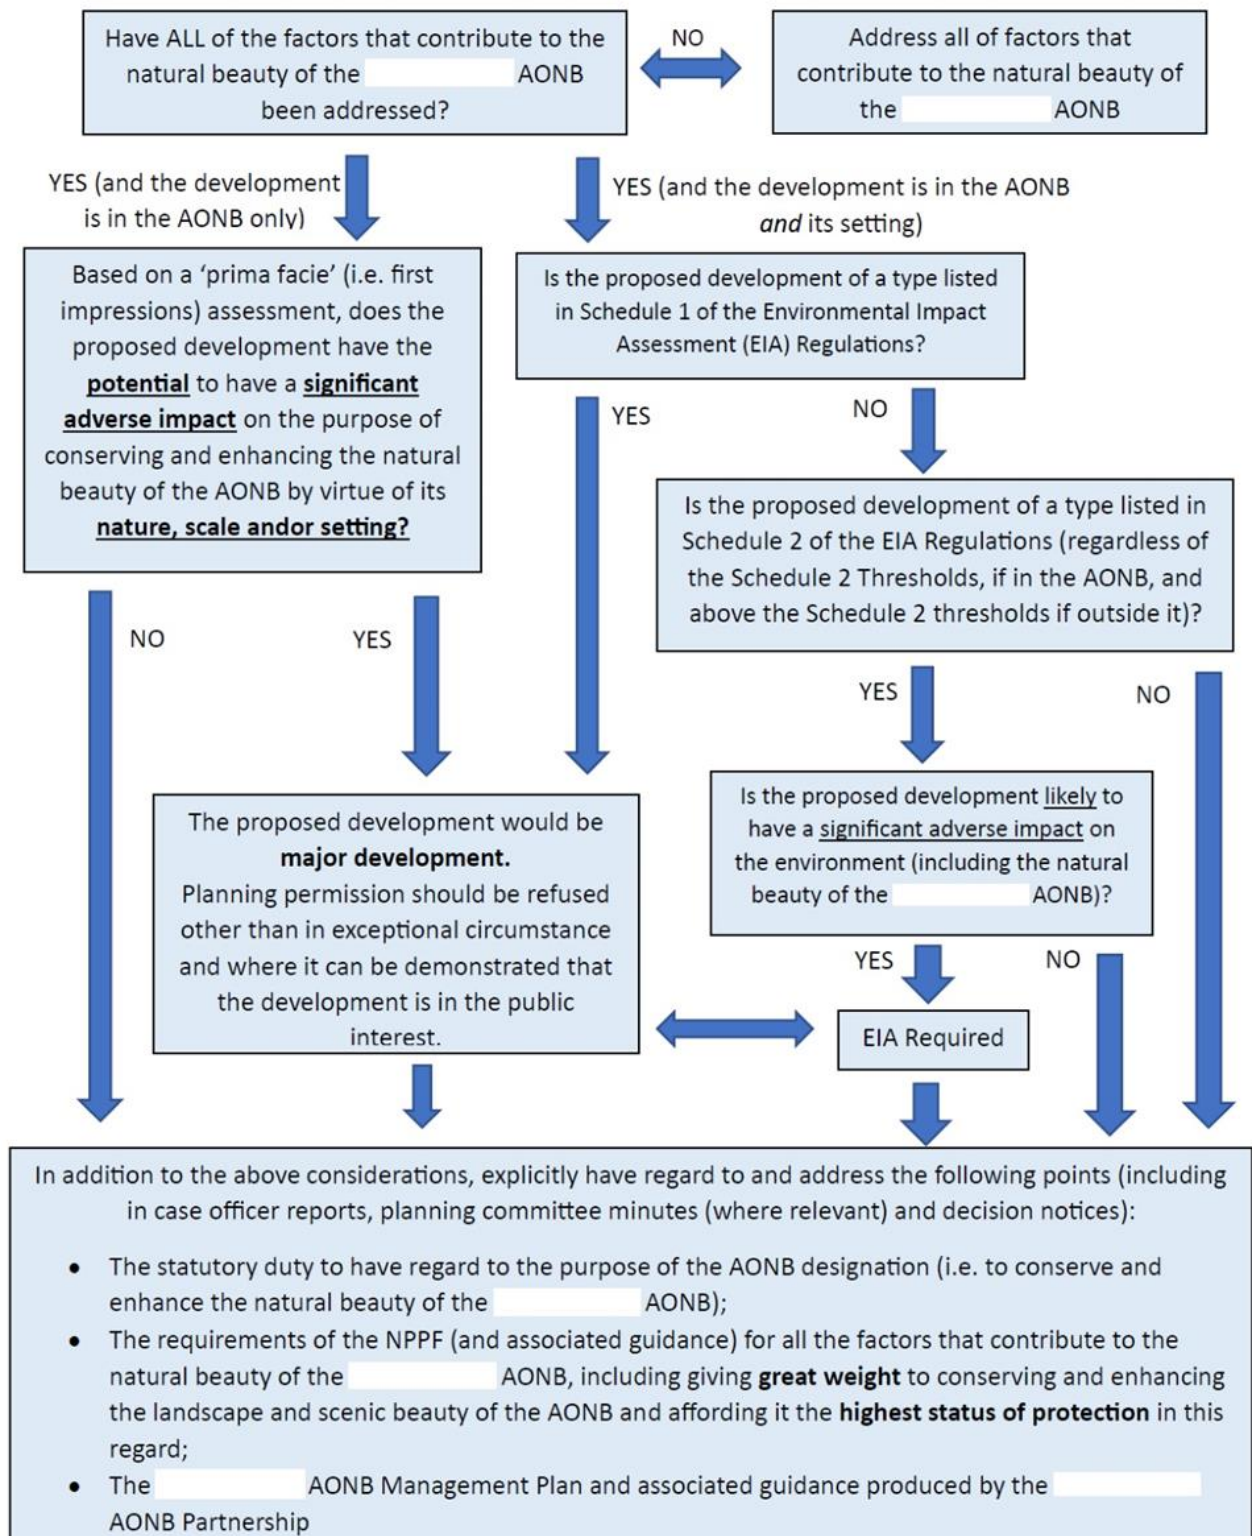 Have ALL of the factors that contribute to the
natural beauty of the AONB
been addressed?
NO
Address all of factors that
contribute to the natural beauty of
the AONB
YES (and the development
is in the AONB only)
YES (and the development is in the AONB
and its setting)
Based on a ‘prima facie’ (i.e. first
impressions) assessment, does the
proposed development have the
potential to have a significant
adverse impact on the purpose of
conserving and enhancing the natural
beauty of the AONB by virtue of its
nature, scale andor setting?
Is the proposed development of a type listed
in Schedule 1 of the Environmental Impact
Assessment (EIA) Regulations?
YES
NO
Is the proposed development of a type listed in
Schedule 2 of the EIA Regulations (regardless of
the Schedule 2 Thresholds, if in the AONB, and
above the Schedule 2 thresholds if outside it)?
NO
YES
YES
NO
Is the proposed development likely to
have a significant adverse impact on
the environment (including the natural
beauty of the AONB)?
The proposed development would be
major development.
Planning permission should be refused
other than in exceptional circumstance
and where it can be demonstrated that
the development is in the public
interest.
YES
NO
EIA Required
In addition to the above considerations, explicitly have regard to and address the following points (including
in case officer reports, planning committee minutes (where relevant) and decision notices):
• The statutory duty to have regard to the purpose of the AONB designation (i.e. to conserve and
enhance the natural beauty of the AONB);
• The requirements of the NPPF (and associated guidance) for all the factors that contribute to the
natural beauty of the AONB, including giving great weight to conserving and enhancing
the landscape and scenic beauty of the AONB and affording it the highest status of protection in this
regard;
• The AONB Management Plan and associated guidance produced by the
AONB Partnership